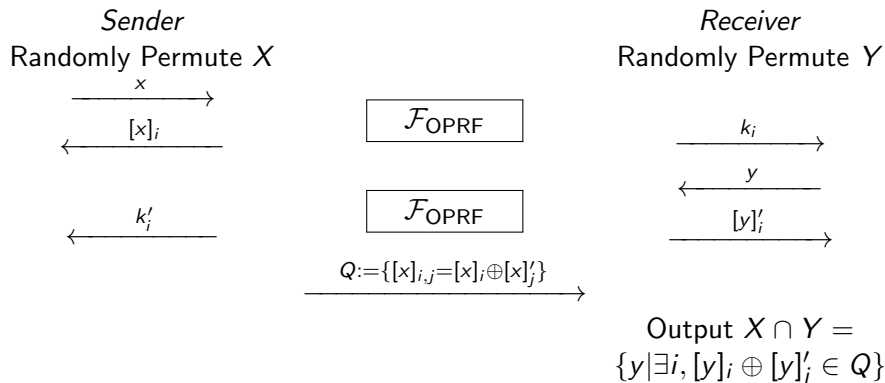 Sender
Receiver
Randomly Permute X
Randomly Permute Y
x
F_OPRF
[x]_i
k_i
y
F_OPRF
k'_i
[y]'_i
Q:={[x]_{i,j}=[x]_i⊕[x]'_j}
Output X ∩ Y =
{y|∃i, [y]_i ⊕ [y]'_i ∈ Q}